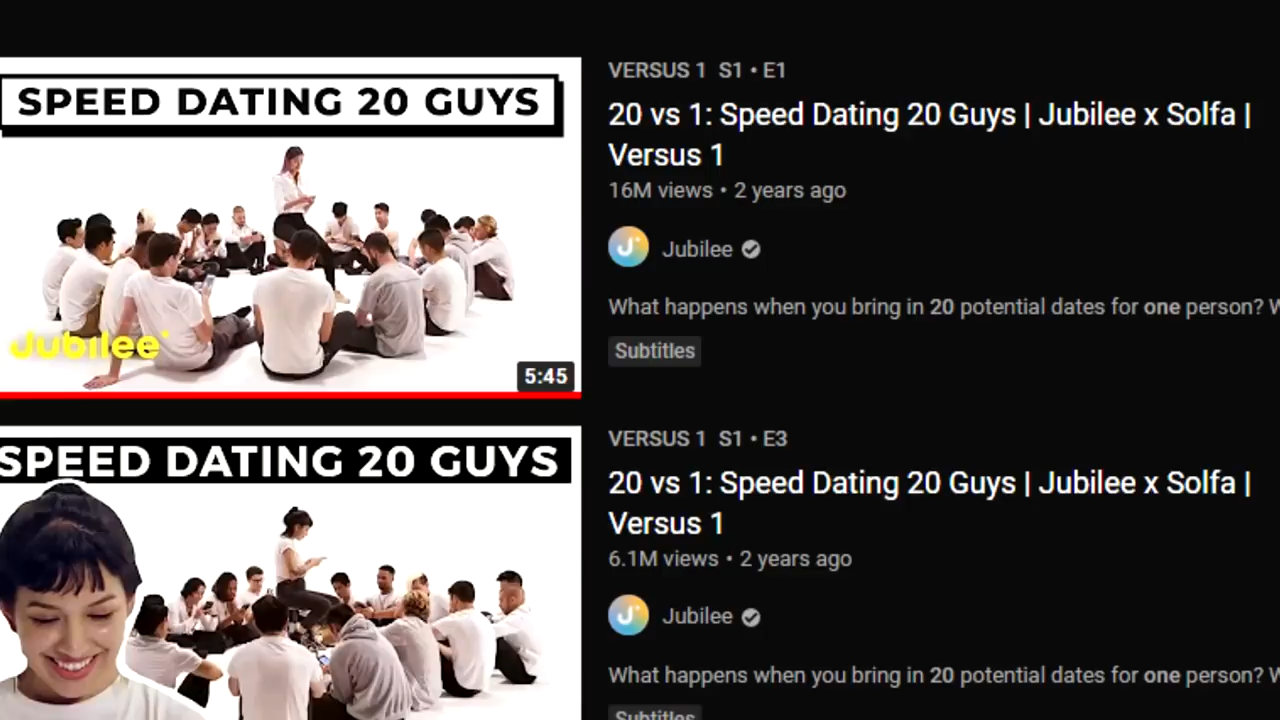 SPEED DATING 20 GUYS
Jubilee
5:45
VERSUS 1 S1 • E1
20 vs 1: Speed Dating 20 Guys | Jubilee x Solfa |
Versus 1
16M views • 2 years ago
Jubilee
What happens when you bring in 20 potential dates for one person? W
Subtitles
SPEED DATING 20 GUYS
VERSUS 1 S1 • E3
20 vs 1: Speed Dating 20 Guys | Jubilee x Solfa |
Versus 1
6.1M views • 2 years ago
Jubilee
What happens when you bring in 20 potential dates for one person? W
Subtitles